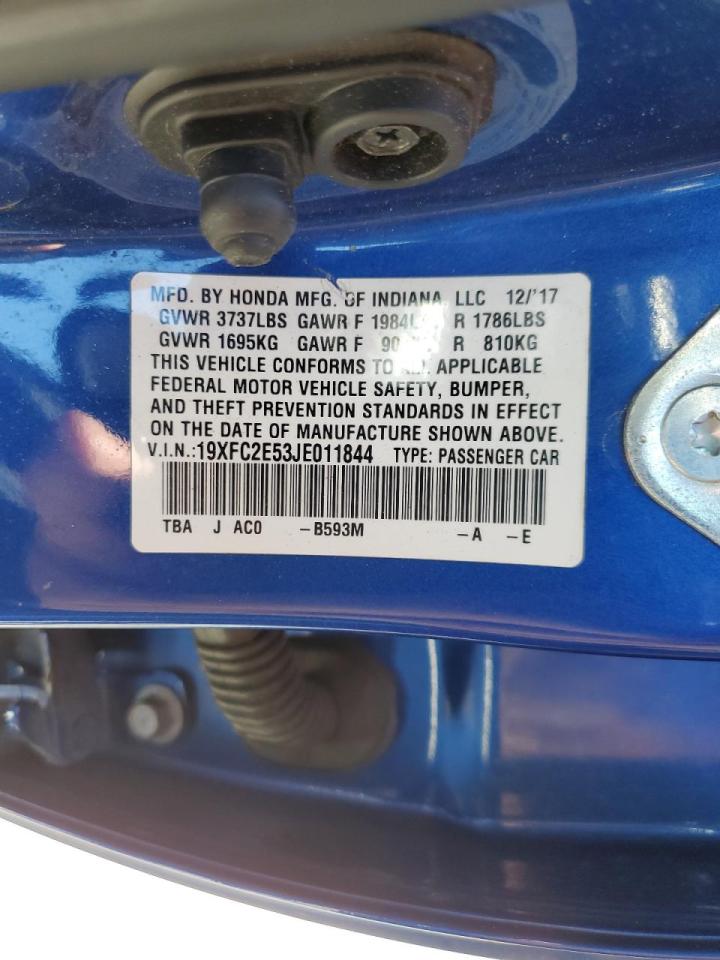 MFD. BY HONDA MFG. OF INDIANA, LLC 12/'17
GVWR 3737LBS GAWR F R 1786LBS
GVWR 1695KG GAWR F R 810KG
THIS VEHICLE CONFORMS TO ALL APPLICABLE
FEDERAL MOTOR VEHICLE SAFETY, BUMPER,
AND THEFT PREVENTION STANDARDS IN EFFECT
ON THE DATE OF MANUFACTURE SHOWN ABOVE.
V.I.N.:19XFC2E53JE011844 TYPE: PASSENGER CAR
TBA J AC0 -B593M -A -E